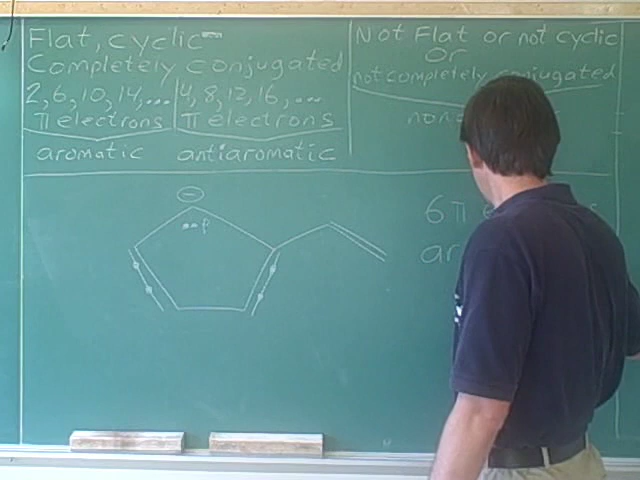 Flat, cyclic
Completely conjugated
2, 6, 10, 14, ...
π electrons
aromatic
4, 8, 12, 16, ...
π electrons
antiaromatic
Not Flat or not cyclic
or
not completely conjugated
6π